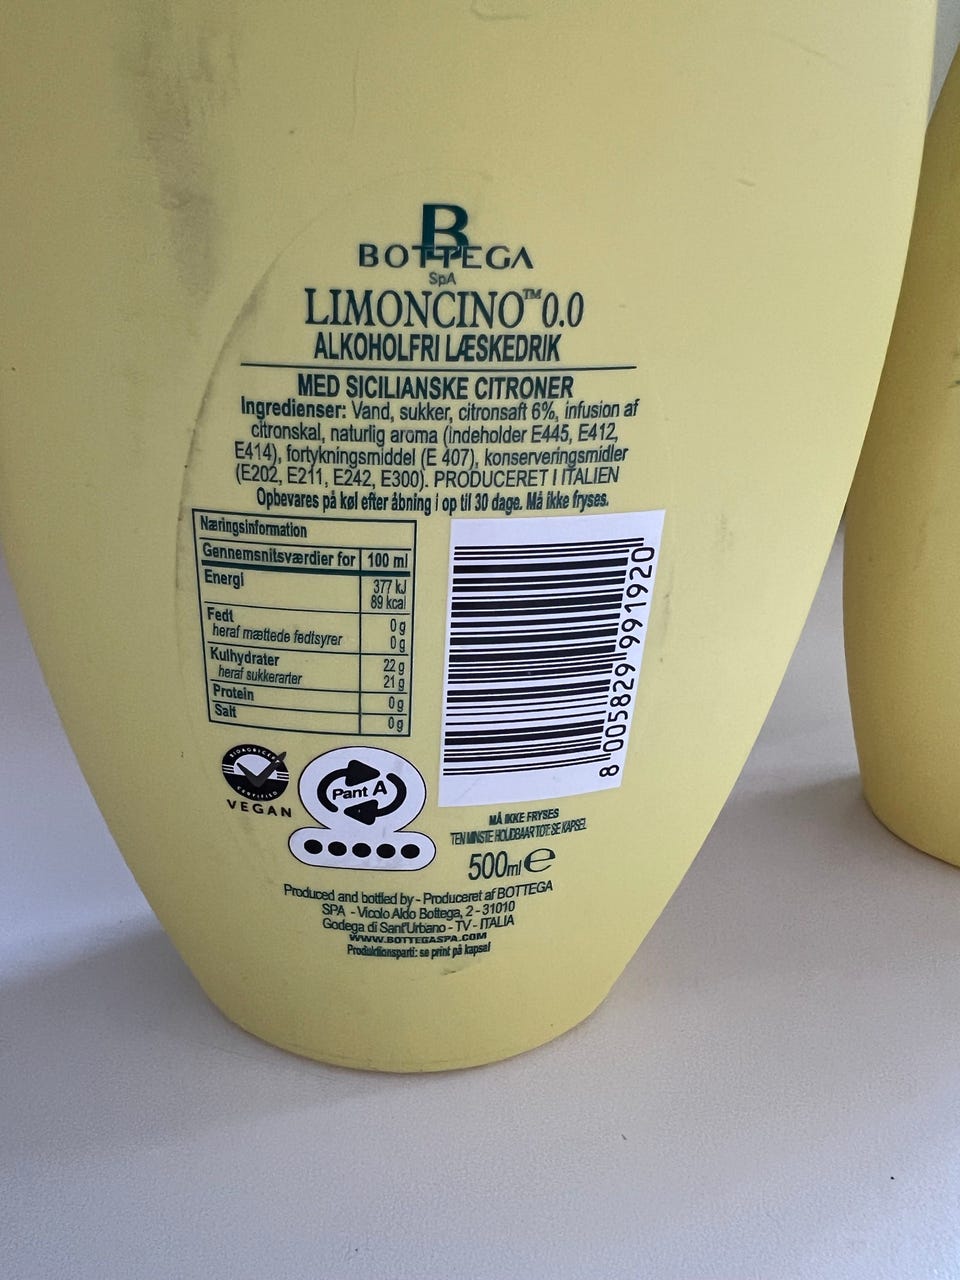 B
BOTTEGA
SpA
LIMONCINO™ 0.0
ALKOHOLFRI LÆSKEDRIK
MED SICILIANSKE CITRONER
Ingredienser: Vand, sukker, citronsaft 6%, infusion af
citronskal, naturlig aroma (indeholder E445, E412,
E414), fortykningsmiddel (E 407), konserveringsmidler
(E202, E211, E242, E300). PRODUCERET I ITALIEN
Opbevares på køl efter åbning i op til 30 dage. Må ikke fryses.
Næringsinformation
Gennemsnitsværdier for 100 ml
Energi 377 kJ
89 kcal
Fedt 0 g
heraf mættede fedtsyrer 0 g
Kulhydrater 22 g
heraf sukkerarter 21 g
Protein 0 g
Salt 0 g
8 005829 991920
BIOAGRICERT
CERTIFIED
VEGAN
Pant A
MÅ IKKE FRYSES
TEN MINSTE HOUDBAAR TOT: SE KAPSEL
500ml e
Produced and bottled by - Produceret af BOTTEGA
SPA - Vicolo Aldo Bottega, 2 - 31010
Godega di Sant'Urbano - TV - ITALIA
WWW.BOTTEGASPA.COM
Produktionsparti: se print på kapsel